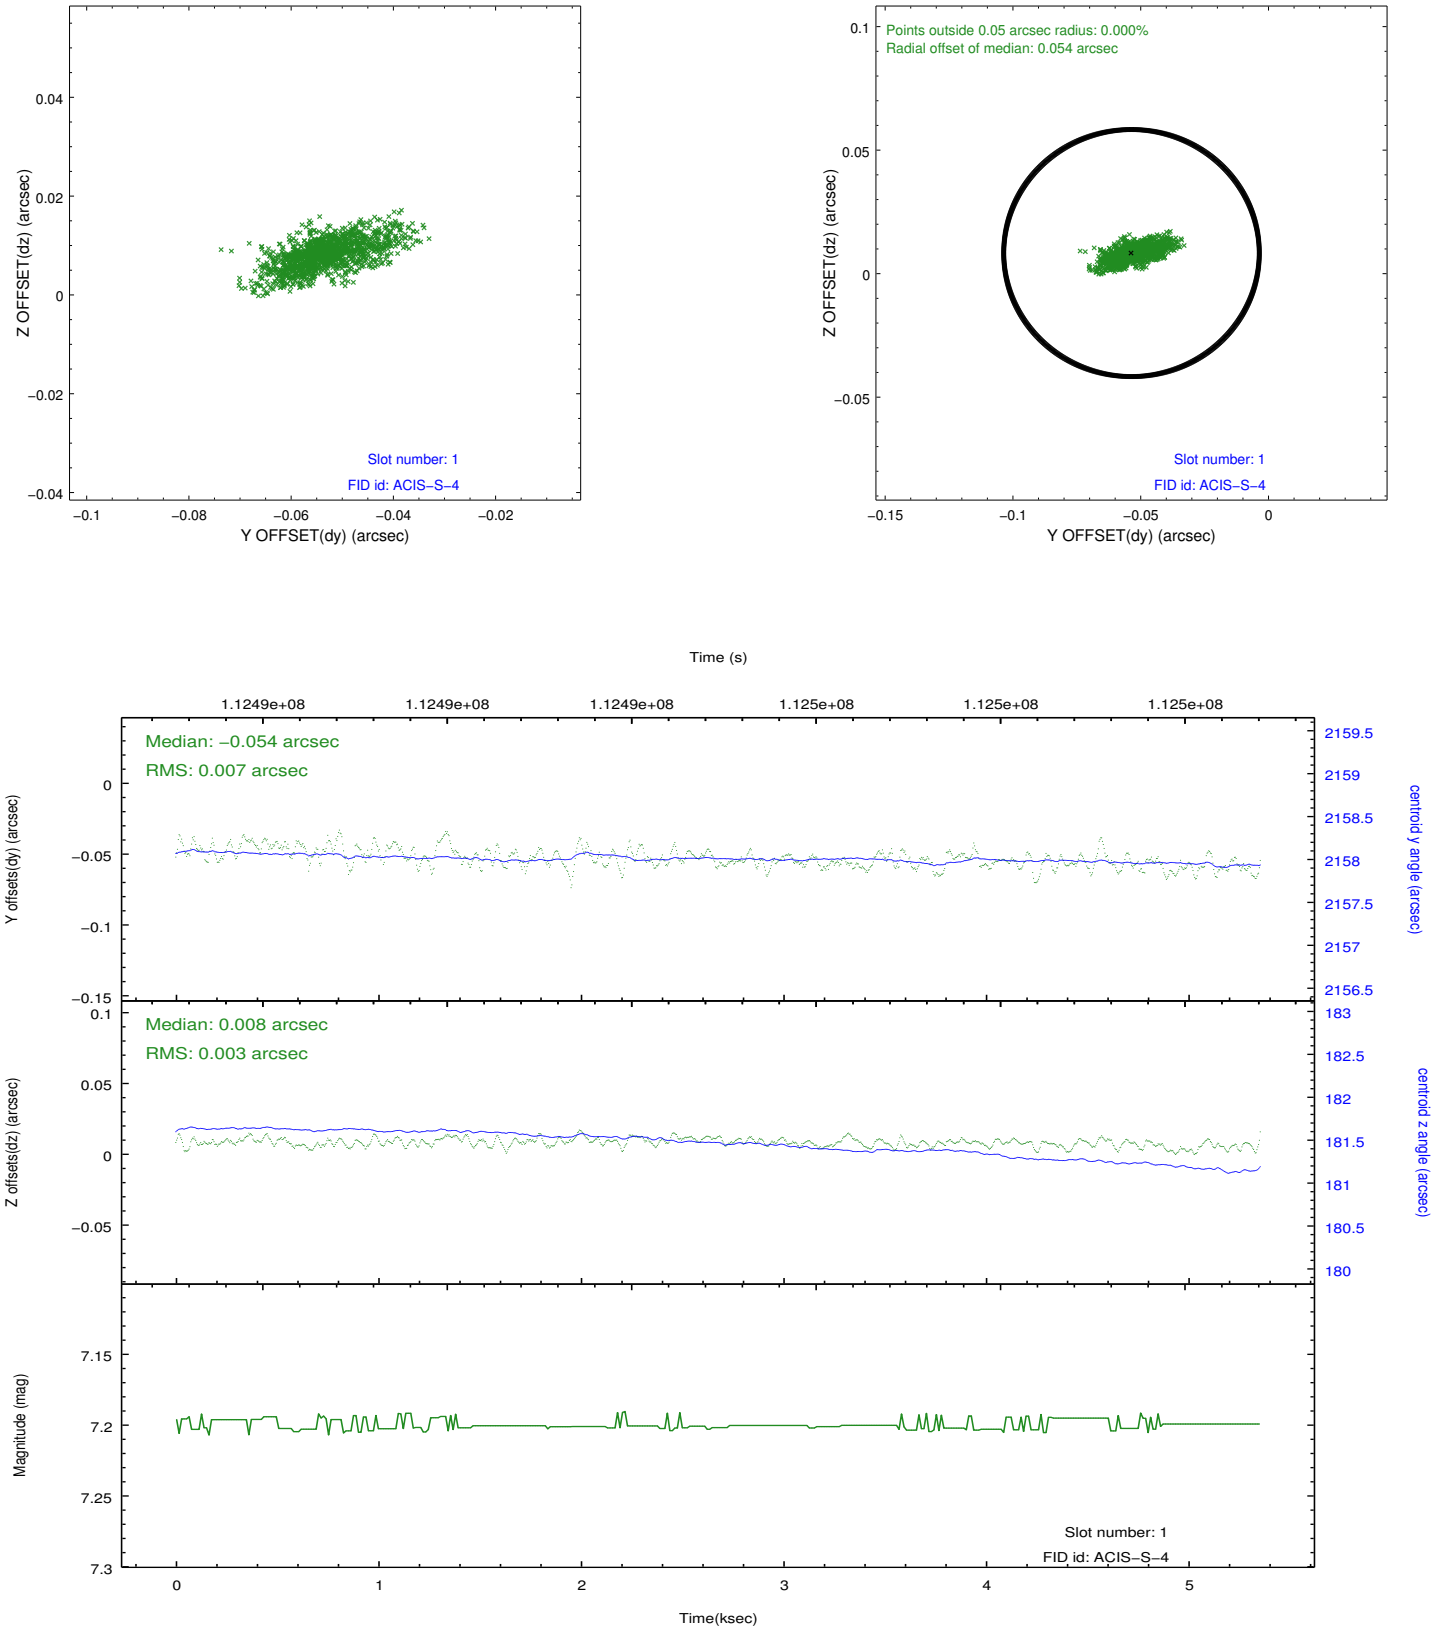 0.04
0.02
0
−0.02
−0.04
Z OFFSET(dz) (arcsec)
Slot number: 1
FID id: ACIS−S−4
−0.1
−0.08
−0.06
−0.04
−0.02
Y OFFSET(dy) (arcsec)
Points outside 0.05 arcsec radius: 0.000%
Radial offset of median: 0.054 arcsec
0.1
0.05
0
−0.05
Z OFFSET(dz) (arcsec)
Slot number: 1
FID id: ACIS−S−4
−0.15
−0.1
−0.05
0
Y OFFSET(dy) (arcsec)
Time (s)
1.1249e+08
1.1249e+08
1.1249e+08
1.125e+08
1.125e+08
1.125e+08
Median: −0.054 arcsec
RMS: 0.007 arcsec
0
−0.05
−0.1
−0.15
Y offsets(dy) (arcsec)
2159.5
2159
2158.5
2158
2157.5
2157
2156.5
centroid y angle (arcsec)
Median: 0.008 arcsec
RMS: 0.003 arcsec
0.1
0.05
0
−0.05
Z offsets(dz) (arcsec)
183
182.5
182
181.5
181
180.5
180
centroid z angle (arcsec)
7.15
7.2
7.25
7.3
Magnitude (mag)
Slot number: 1
FID id: ACIS−S−4
0
1
2
3
4
5
Time(ksec)